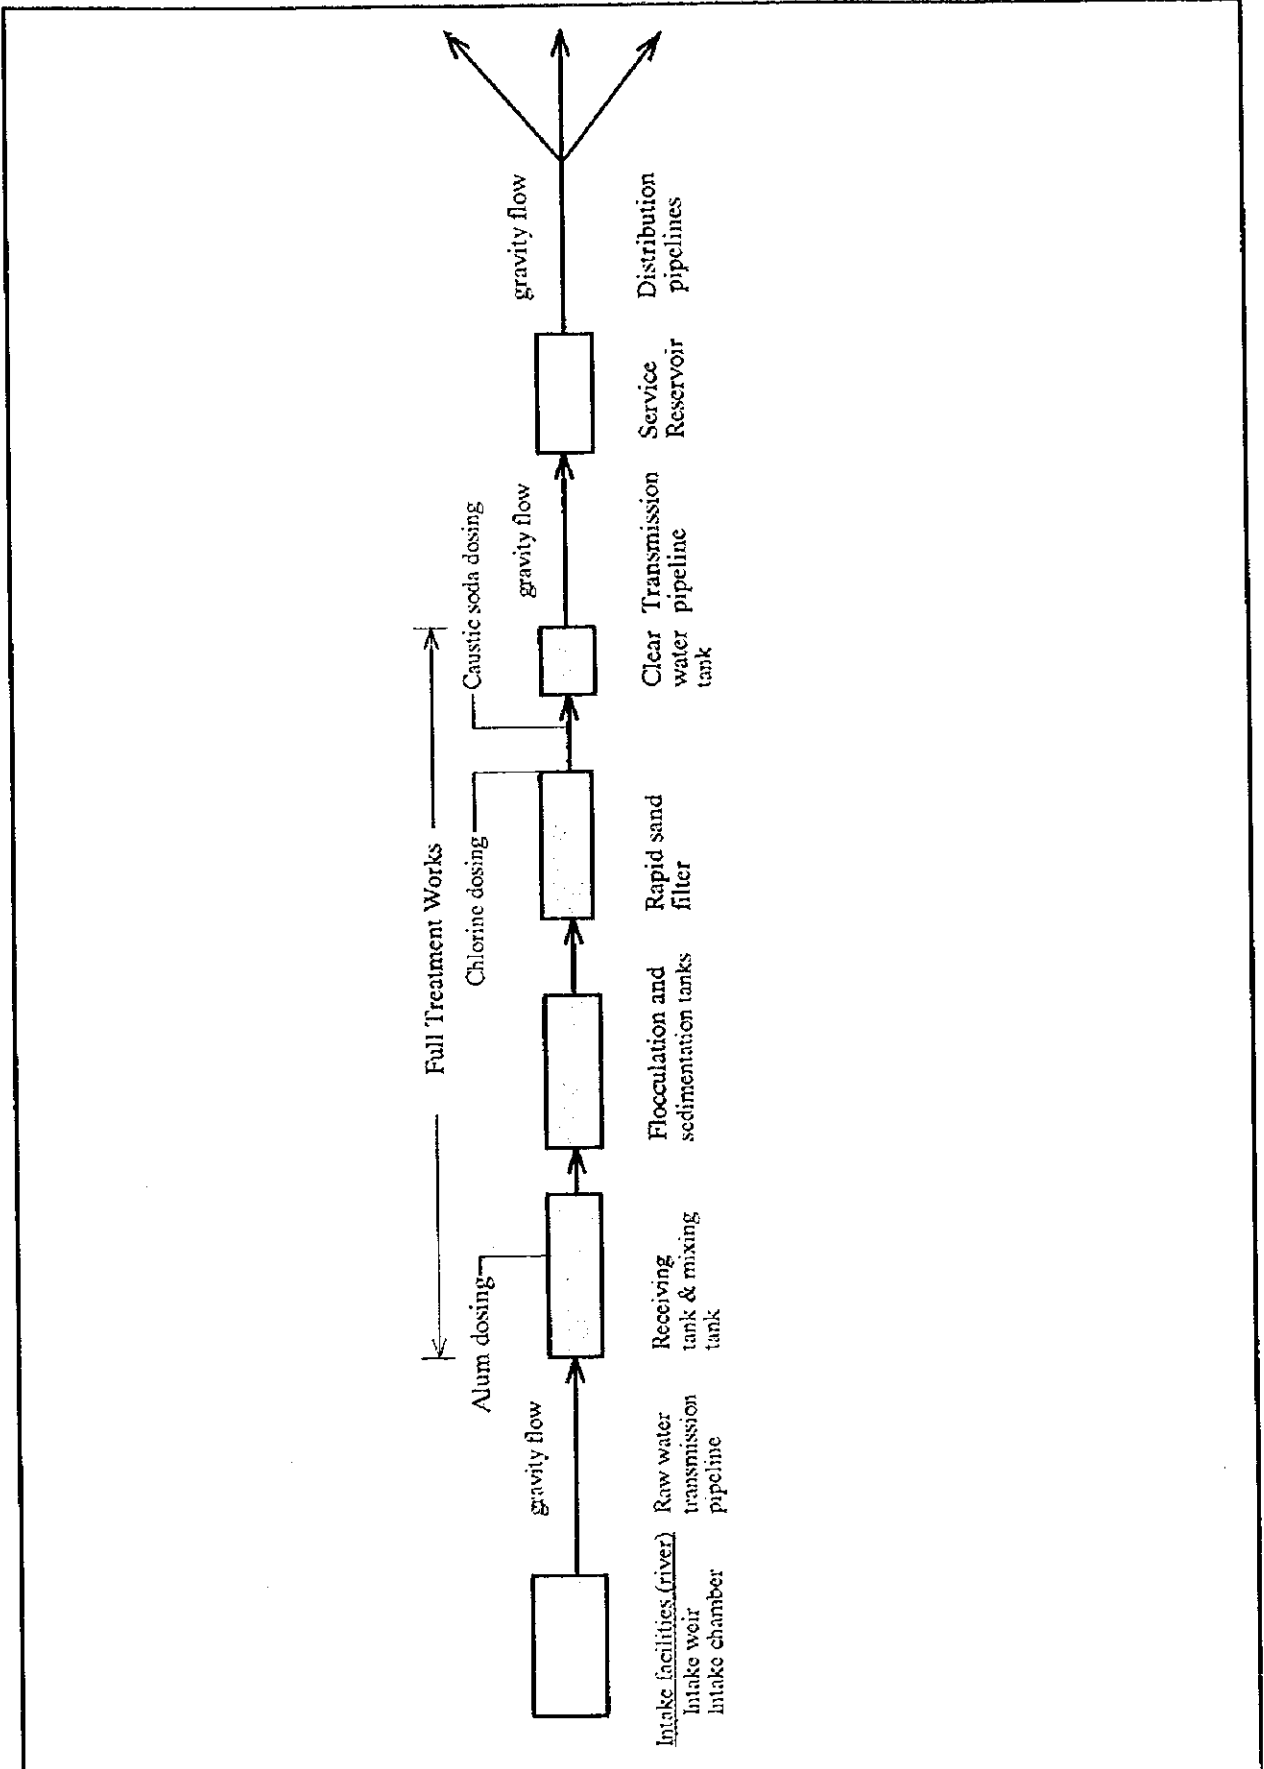 Full Treatment Works
Alum dosing
Chlorine dosing
Caustic soda dosing
gravity flow
gravity flow
gravity flow
Intake facilities (river)
Intake weir
Intake chamber
Raw water
transmission
pipeline
Receiving
tank & mixing
tank
Flocculation and
sedimentation tanks
Rapid sand
filter
Clear
water
tank
Transmission
pipeline
Service
Reservoir
Distribution
pipelines